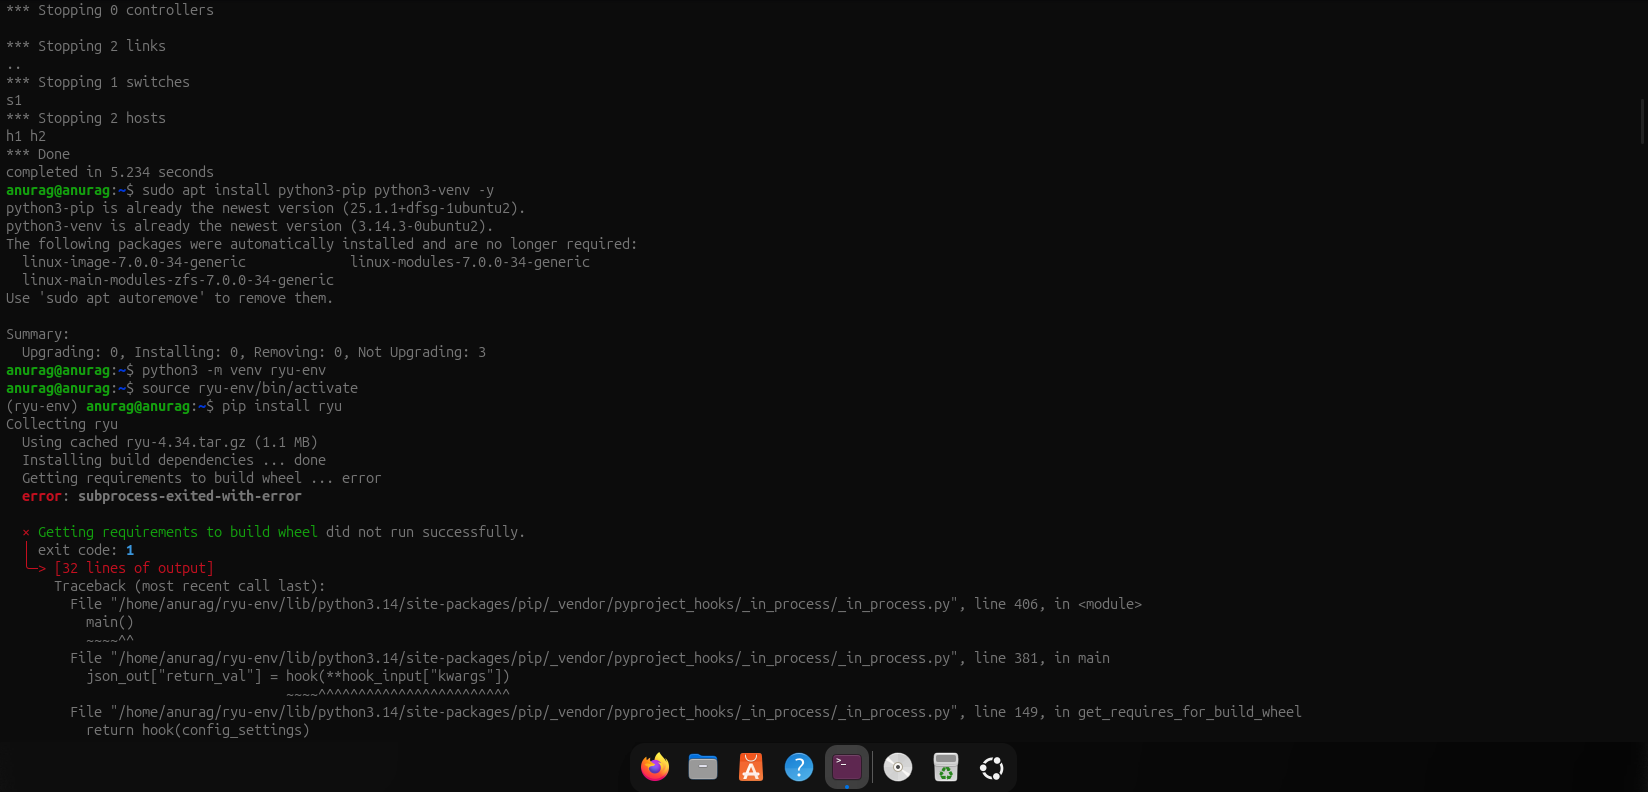 *** Stopping 0 controllers

*** Stopping 2 links
..
*** Stopping 1 switches
s1
*** Stopping 2 hosts
h1 h2
*** Done
completed in 5.234 seconds
anurag@anurag:~$ sudo apt install python3-pip python3-venv -y
python3-pip is already the newest version (25.1.1+dfsg-1ubuntu2).
python3-venv is already the newest version (3.14.3-0ubuntu2).
The following packages were automatically installed and are no longer required:
  linux-image-7.0.0-34-generic             linux-modules-7.0.0-34-generic
  linux-main-modules-zfs-7.0.0-34-generic
Use 'sudo apt autoremove' to remove them.

Summary:
  Upgrading: 0, Installing: 0, Removing: 0, Not Upgrading: 3
anurag@anurag:~$ python3 -m venv ryu-env
anurag@anurag:~$ source ryu-env/bin/activate
(ryu-env) anurag@anurag:~$ pip install ryu
Collecting ryu
  Using cached ryu-4.34.tar.gz (1.1 MB)
  Installing build dependencies ... done
  Getting requirements to build wheel ... error
  error: subprocess-exited-with-error

  × Getting requirements to build wheel did not run successfully.
  │ exit code: 1
  ╰─> [32 lines of output]
      Traceback (most recent call last):
        File "/home/anurag/ryu-env/lib/python3.14/site-packages/pip/_vendor/pyproject_hooks/_in_process/_in_process.py", line 406, in <module>
          main()
          ~~~~^^
        File "/home/anurag/ryu-env/lib/python3.14/site-packages/pip/_vendor/pyproject_hooks/_in_process/_in_process.py", line 381, in main
          json_out["return_val"] = hook(**hook_input["kwargs"])
                                   ~~~~^^^^^^^^^^^^^^^^^^^^^^^^
        File "/home/anurag/ryu-env/lib/python3.14/site-packages/pip/_vendor/pyproject_hooks/_in_process/_in_process.py", line 149, in get_requires_for_build_wheel
          return hook(config_settings)